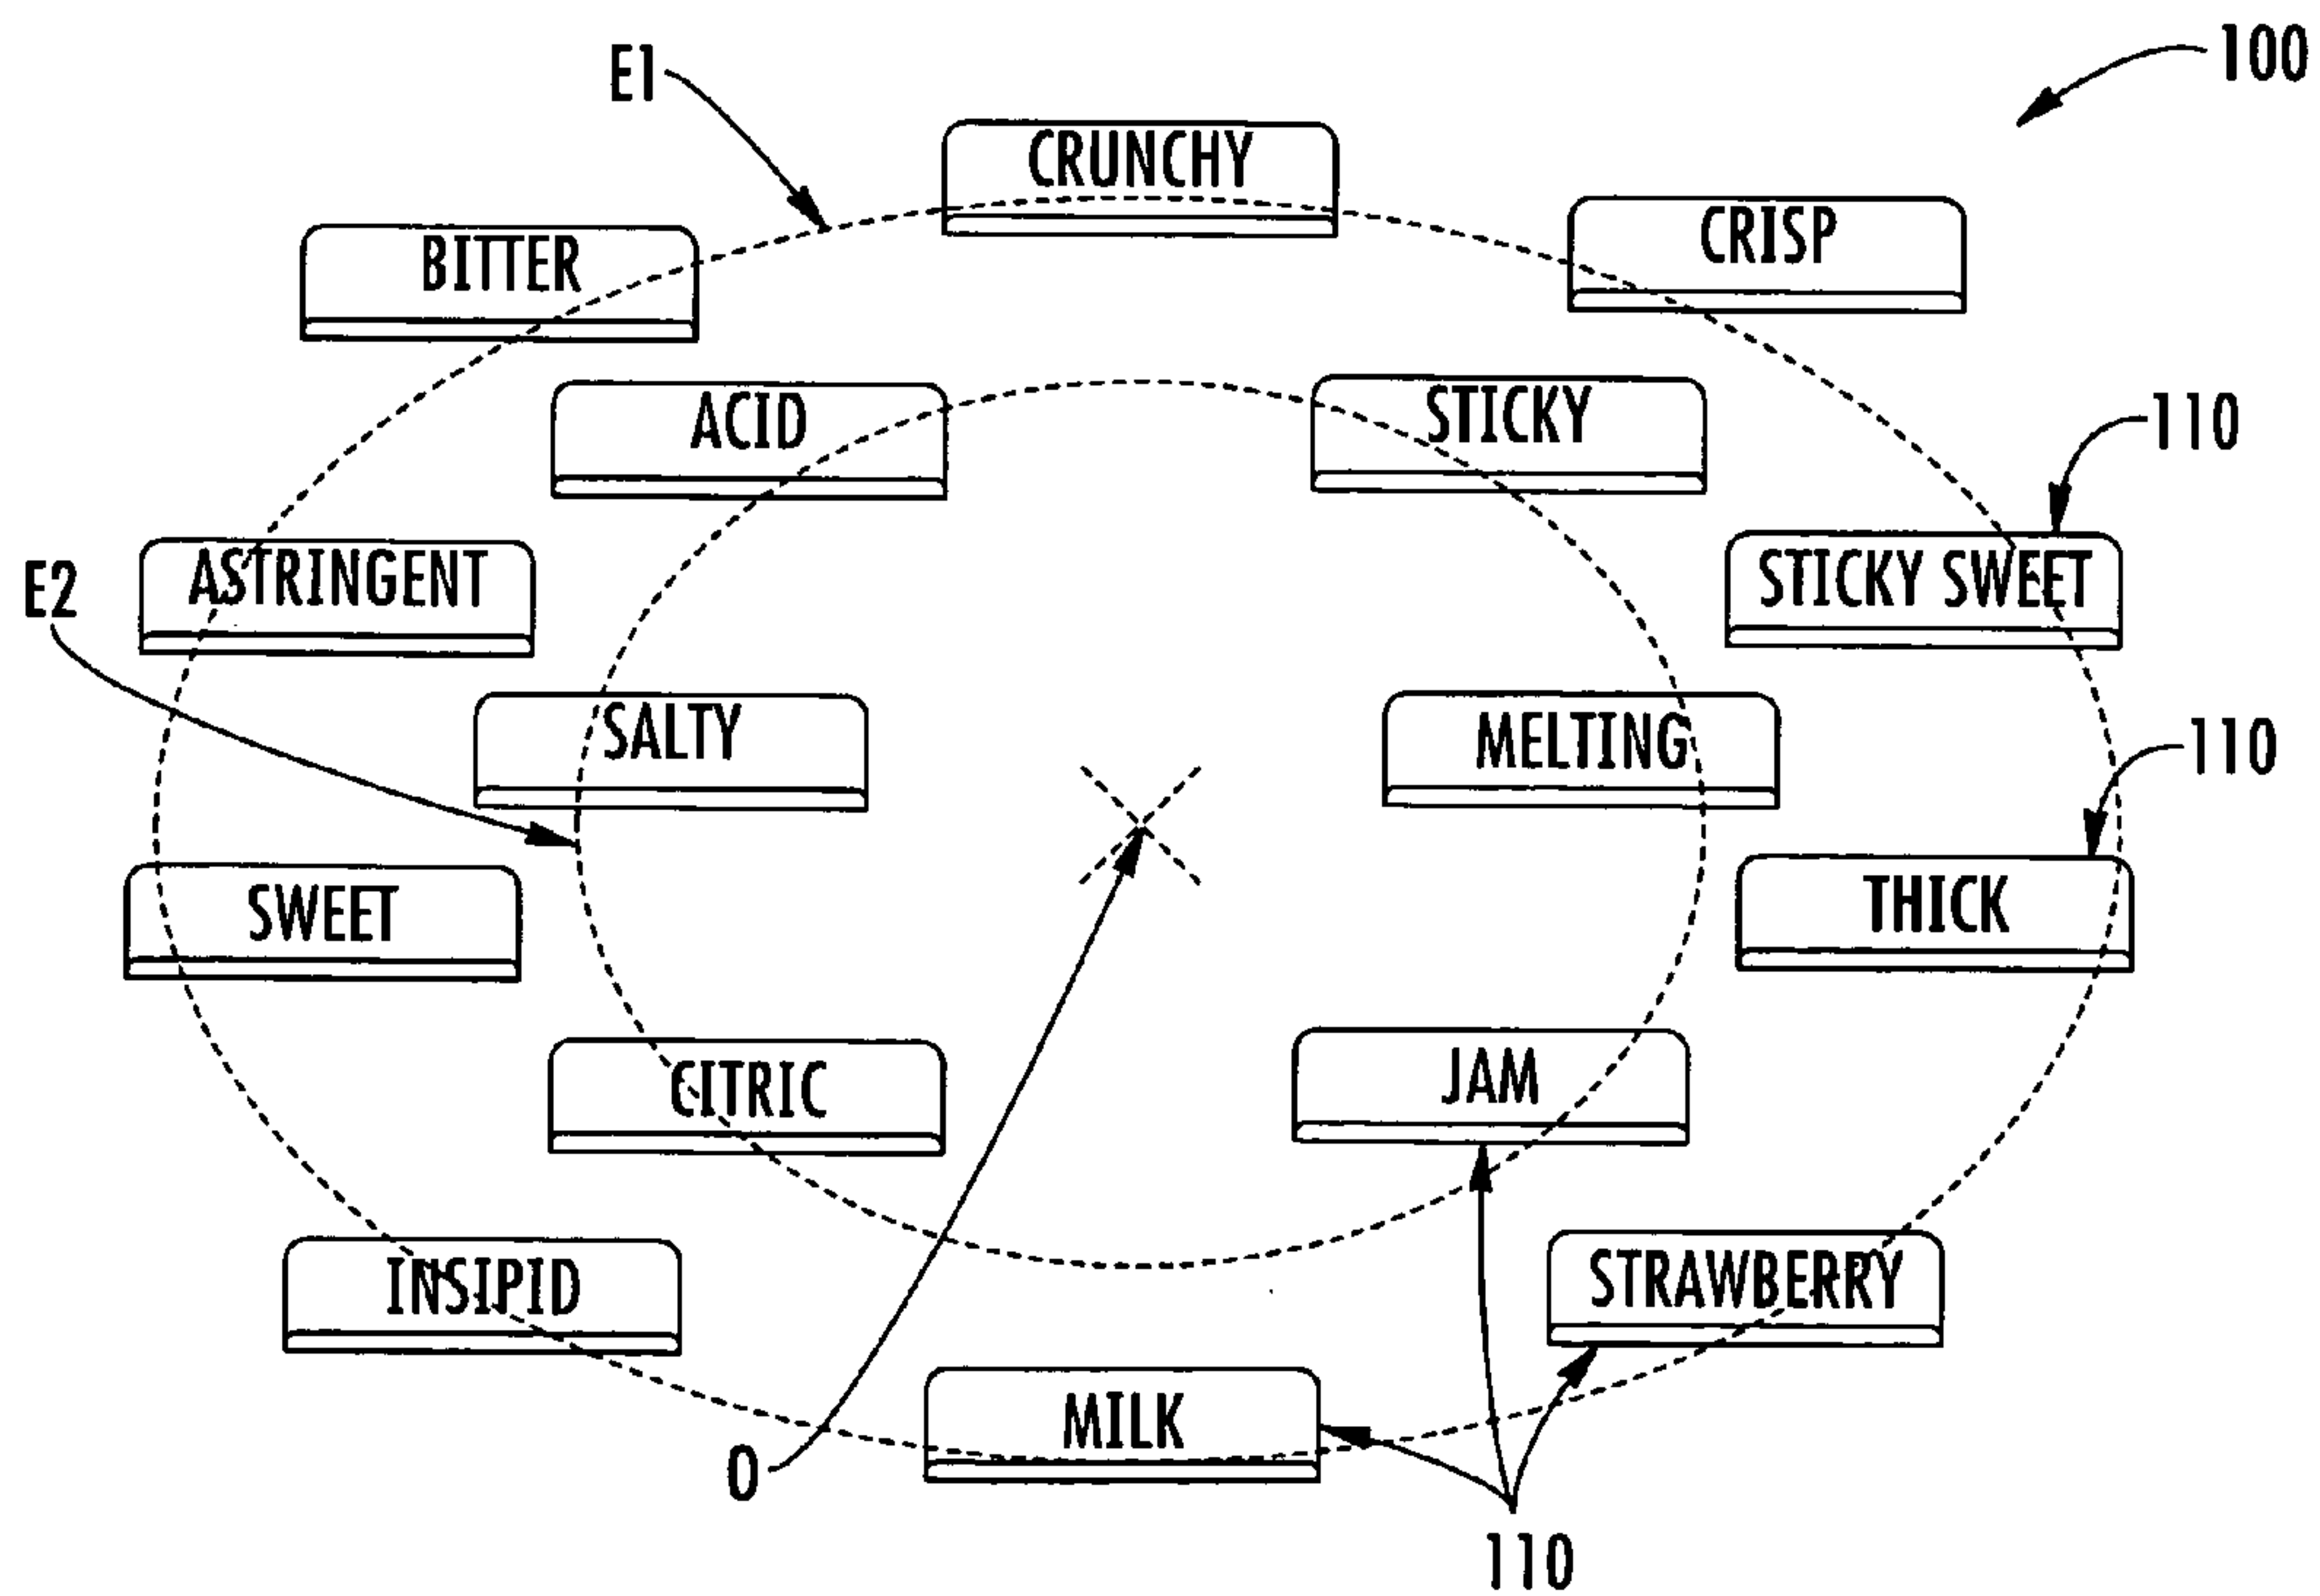 100
E1
CRUNCHY
CRISP
BITTER
ACID
STICKY
110
ASTRINGENT
STICKY SWEET
E2
SALTY
MELTING
110
SWEET
THICK
CITRIC
JAM
INSIPID
STRAWBERRY
MILK
O
110